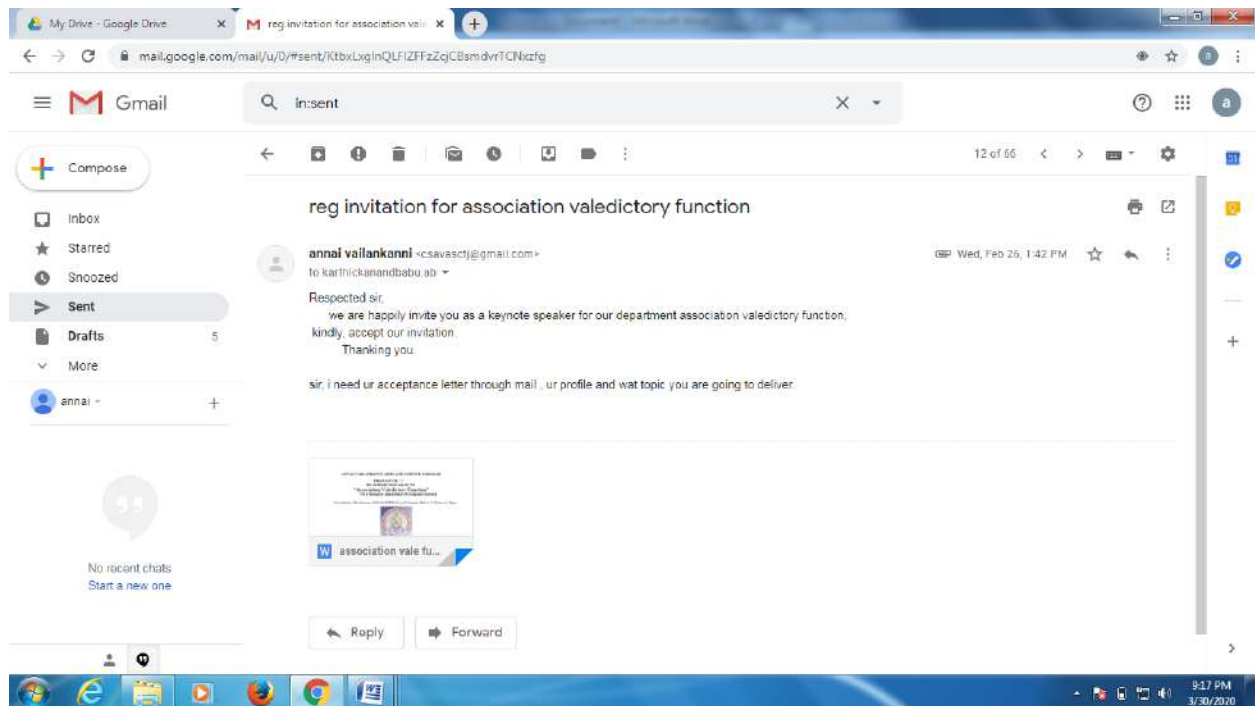 My Drive - Google Drive
reg invitation for association vale
mail.google.com/mail/u/0/#sent/
Gmail
in:sent
a
a
Compose
12 of 66
Inbox
Starred
Snoozed
Sent
Drafts 5
More
annai
reg invitation for association valedictory function
annai vailankanni <csavasctj@gmail.com>
Wed, Feb 26, 1:42 PM
to karthickanandbabu.ab
Respected sir,
we are happily invite you as a keynote speaker for our department association valedictory function,
kindly, accept our invitation.
Thanking you.
sir, i need ur acceptance letter through mail , ur profile and wat topic you are going to deliver.
W association vale fu...
No recent chats
Start a new one
Reply
Forward
9:17 PM
3/30/2020